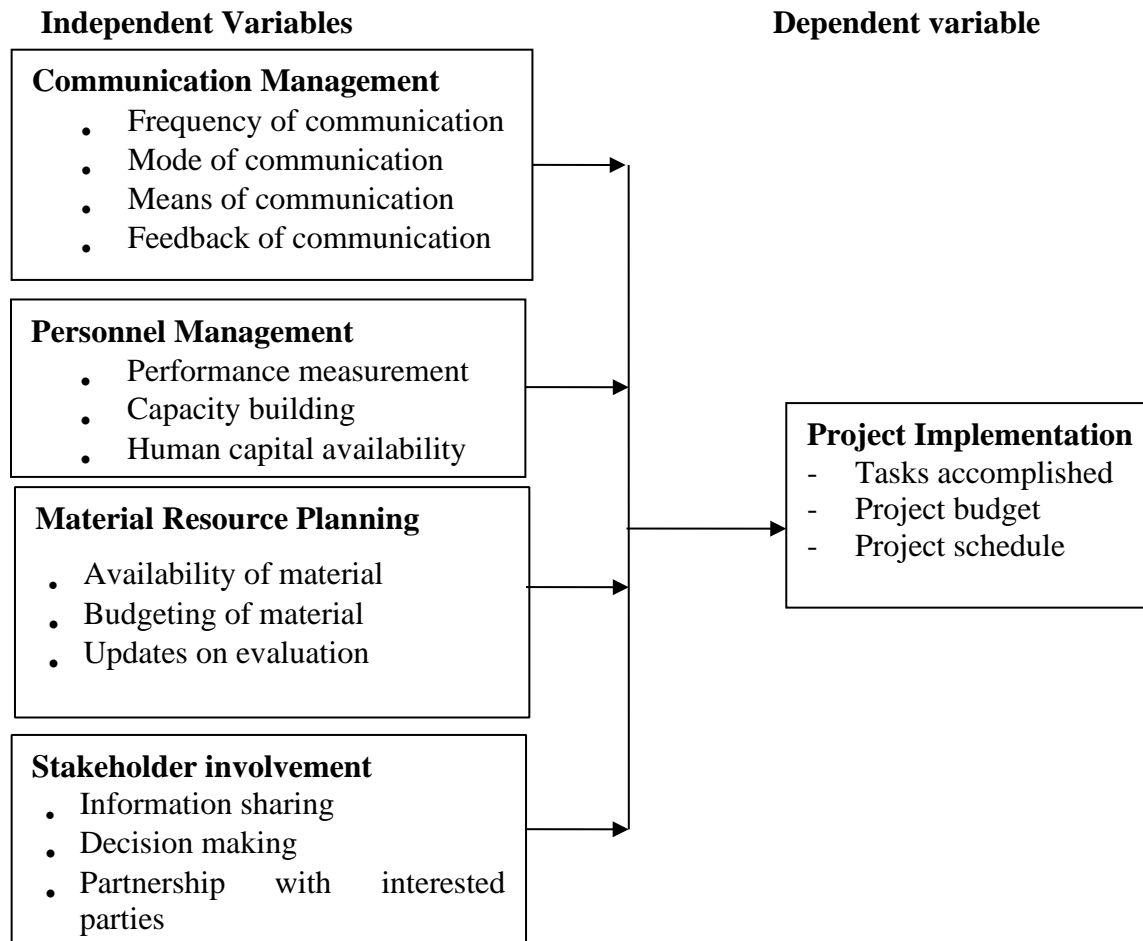 Independent Variables
Dependent variable
Communication Management
• Frequency of communication
• Mode of communication
• Means of communication
• Feedback of communication
Personnel Management
• Performance measurement
• Capacity building
• Human capital availability
Material Resource Planning
• Availability of material
• Budgeting of material
• Updates on evaluation
Stakeholder involvement
• Information sharing
• Decision making
• Partnership with interested
parties
Project Implementation
- Tasks accomplished
- Project budget
- Project schedule